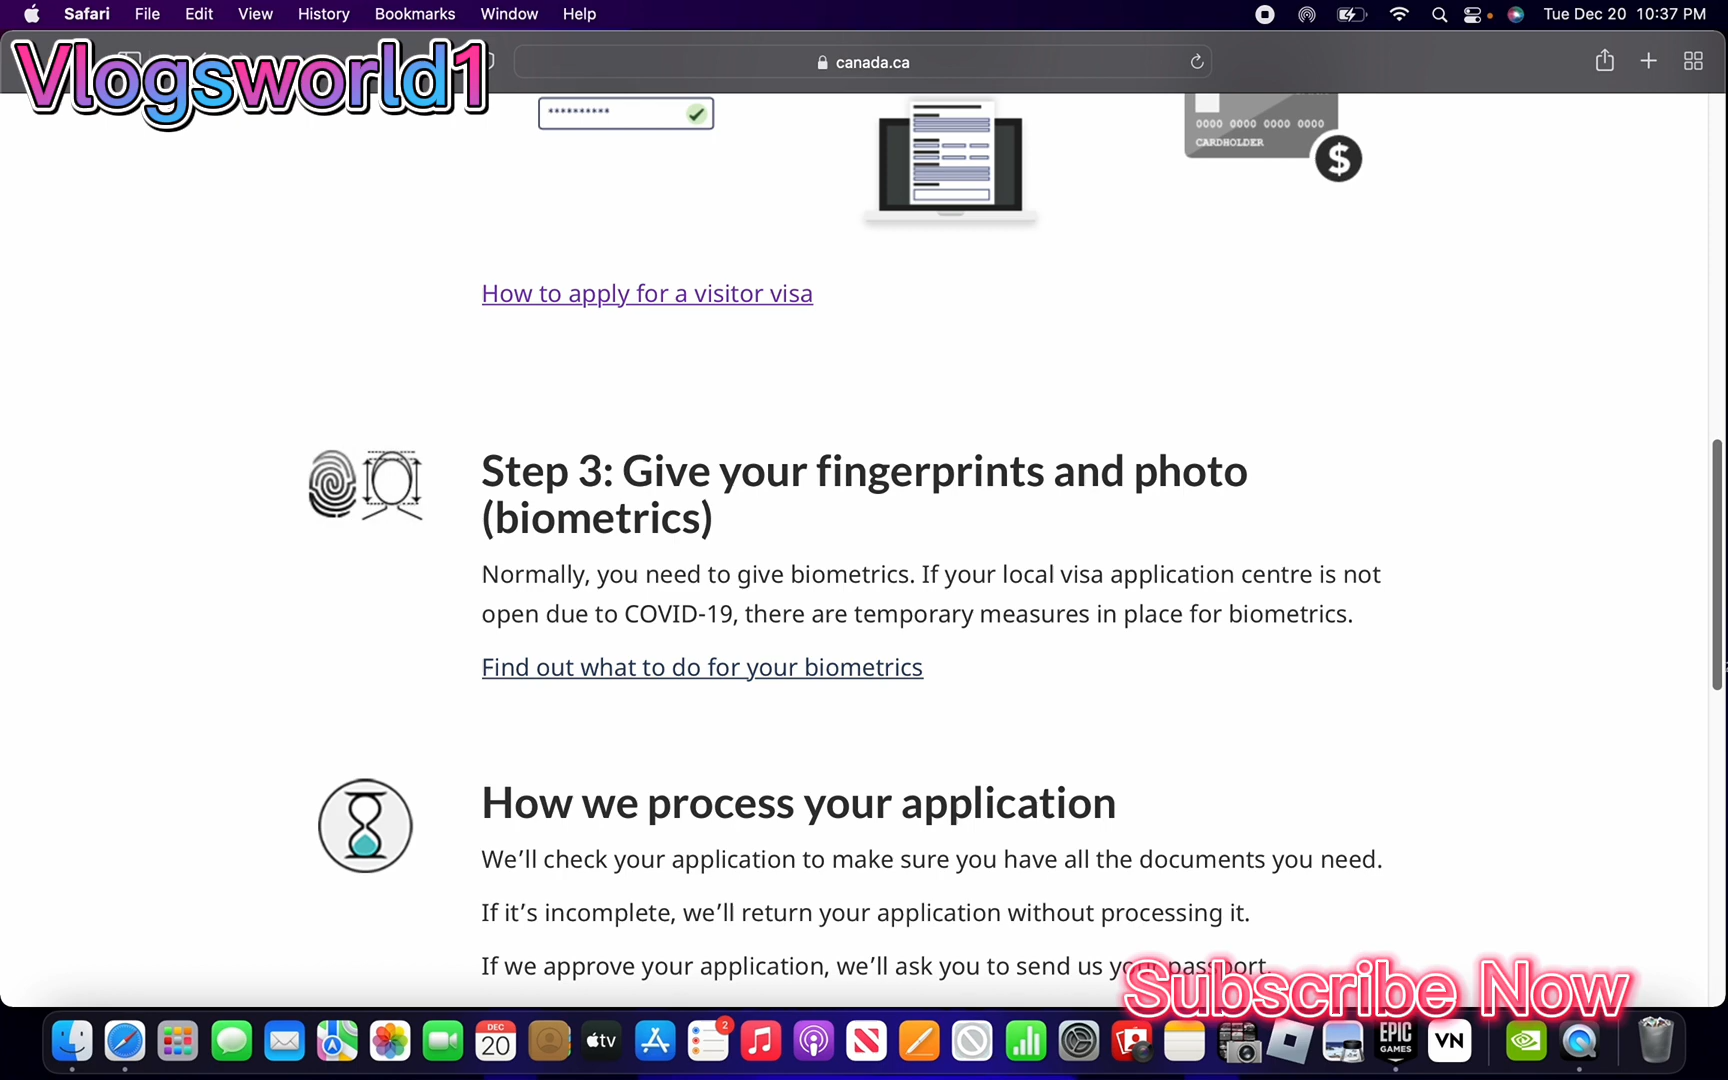 Safari File Edit View History Bookmarks Window Help Tue Dec 20 10:37 PM
Vlogsworld1
canada.ca
**********
0000 0000 0000 0000
CARDHOLDER
$
How to apply for a visitor visa
Step 3: Give your fingerprints and photo
(biometrics)
Normally, you need to give biometrics. If your local visa application centre is not
open due to COVID-19, there are temporary measures in place for biometrics.
Find out what to do for your biometrics
How we process your application
We’ll check your application to make sure you have all the documents you need.
If it’s incomplete, we’ll return your application without processing it.
If we approve your application, we’ll ask you to send us your passport.
Subscribe Now
DEC
20
tv
2
EPIC
GAMES
VN